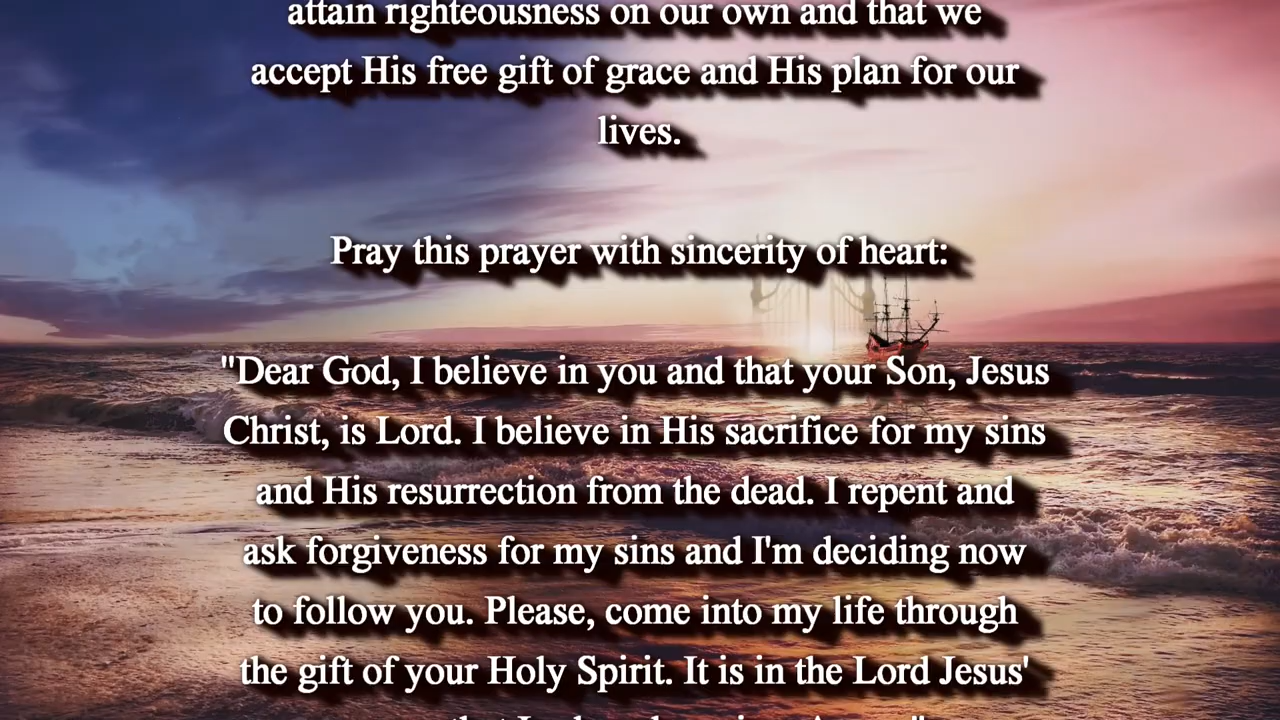 attain righteousness on our own and that we
accept His free gift of grace and His plan for our
lives.
Pray this prayer with sincerity of heart:
"Dear God, I believe in you and that your Son, Jesus
Christ, is Lord. I believe in His sacrifice for my sins
and His resurrection from the dead. I repent and
ask forgiveness for my sins and I'm deciding now
to follow you. Please, come into my life through
the gift of your Holy Spirit. It is in the Lord Jesus'